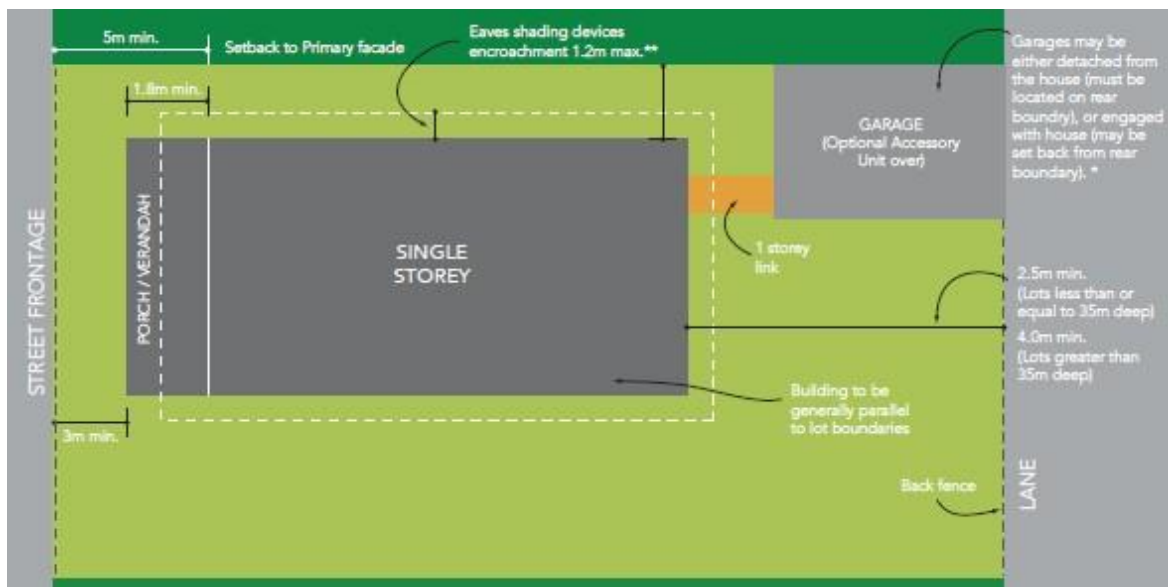 5m min.
Setback to Primary facade
Eaves shading devices
encroachment 1.2m max.**
Garages may be
either detached from
the house (must be
located on rear
boundry), or engaged
with house (may be
set back from rear
boundary). *
1.8m min.
GARAGE
(Optional Accessory
Unit over)
STREET FRONTAGE
PORCH / VERANDAH
SINGLE
STOREY
1 storey
link
2.5m min.
(Lots less than or
equal to 35m deep)
4.0m min.
(Lots greater than
35m deep)
Building to be
generally parallel
to lot boundaries
3m min.
Back fence
LANE